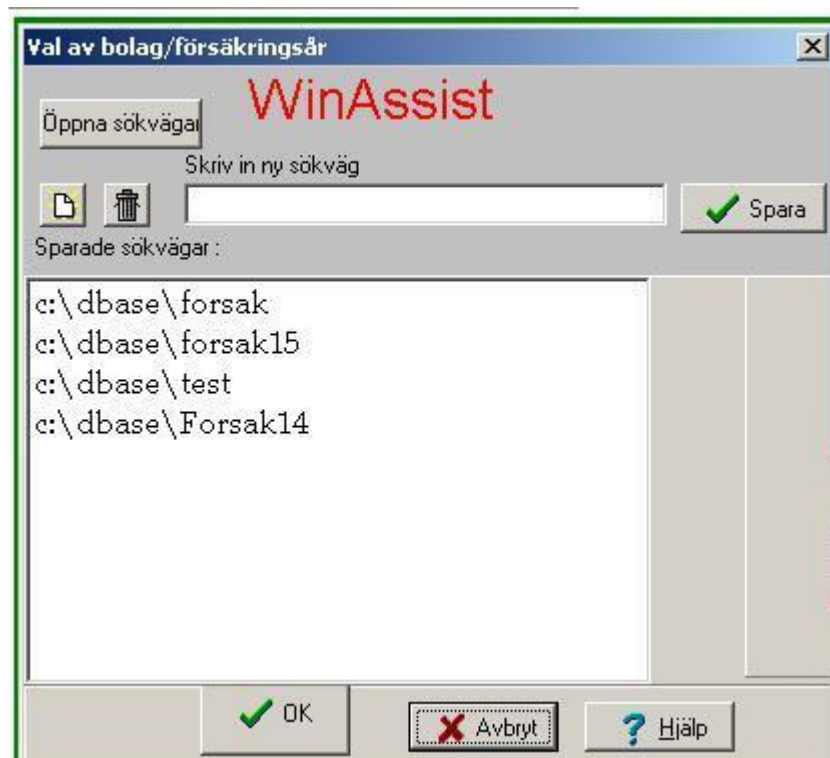 Val av bolag/försäkringsår
WinAssist
Öppna sökvägar
Skriv in ny sökväg
Spara
Sparade sökvägar :
c:\dbase\forsak
c:\dbase\forsak15
c:\dbase\test
c:\dbase\Forsak14
OK
Avbryt
Hjälp